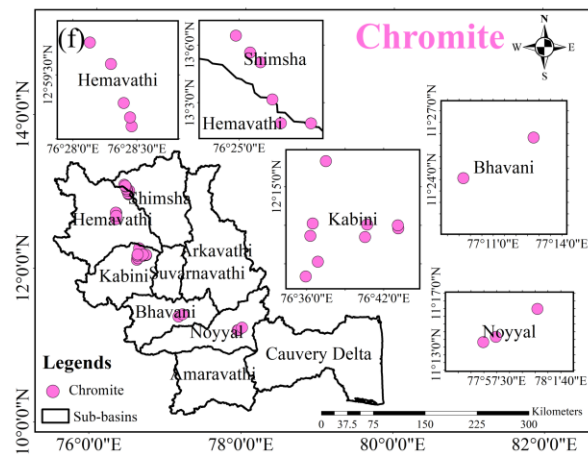 (f)
Chromite
N
W E
S
Hemavathi
12°59'30"E
76°28'0"E
76°28'30"E
Shimsha
Hemavathi
13°6'0"E
13°3'0"E
76°25'0"E
Bhavani
11°27'0"E
11°24'0"E
77°11'0"E
77°14'0"E
Kabini
12°15'0"E
76°36'0"E
76°42'0"E
Noyyal
11°17'0"E
11°13'0"E
77°57'30"E
78°1'40"E
14°0'0"E
12°0'0"E
10°0'0"E
Shimsha
Hemavathi
Arkavathi
Kabini
Suvarnavathi
Bhavani
Noyyal
Cauvery Delta
Amaravathi
Legends
Chromite
Sub-basins
Kilometers
0 37.5 75 150 225 300
76°0'0"E
78°0'0"E
80°0'0"E
82°0'0"E